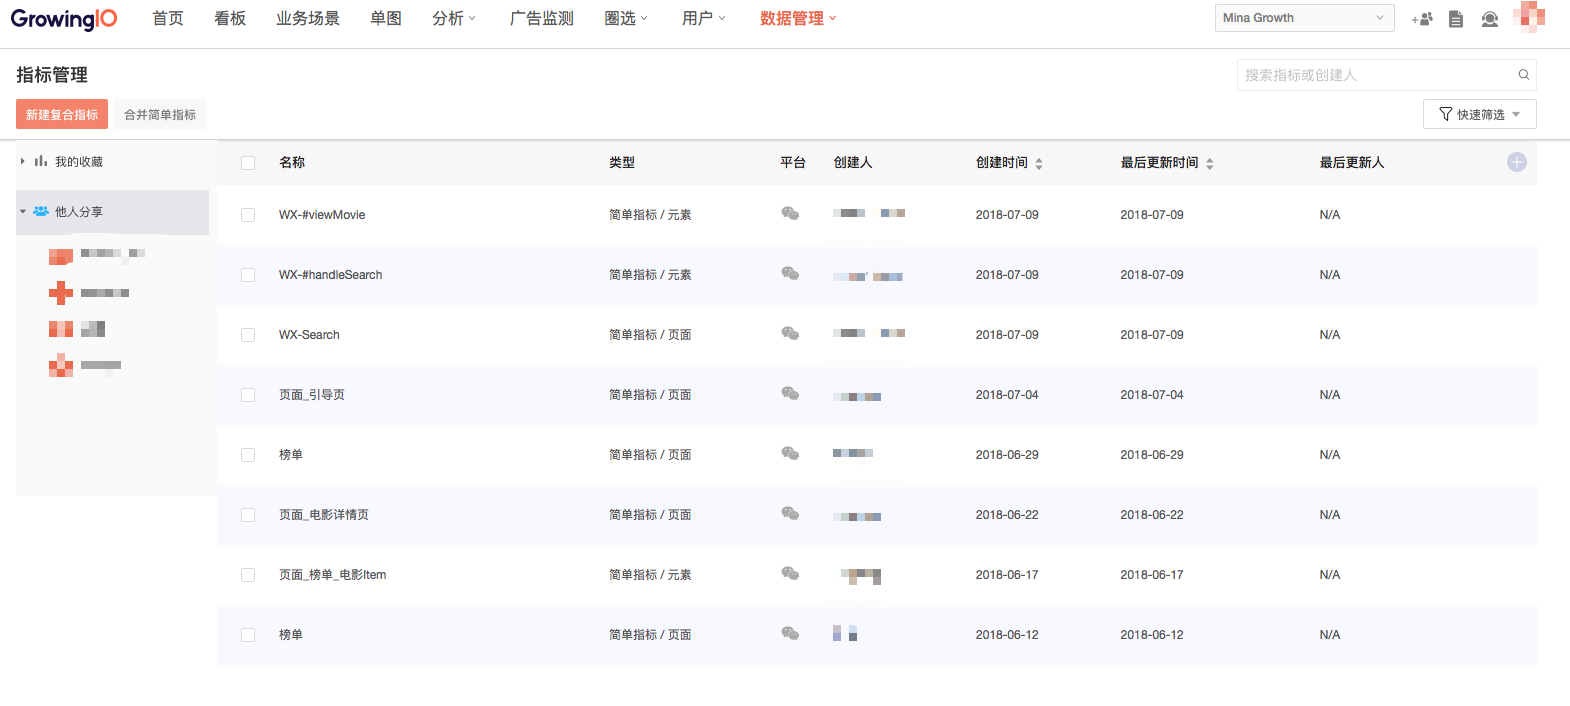 GrowingIO 首页 看板 业务场景 单图 分析 广告监测 圈选 用户 数据管理 Mina Growth
指标管理 搜索指标或创建人
新建复合指标 合并简单指标 快速筛选
我的收藏
他人分享
名称 类型 平台 创建人 创建时间 最后更新时间 最后更新人
WX-#viewMovie 简单指标 / 元素 2018-07-09 2018-07-09 N/A
WX-#handleSearch 简单指标 / 元素 2018-07-09 2018-07-09 N/A
WX-Search 简单指标 / 页面 2018-07-09 2018-07-09 N/A
页面_引导页 简单指标 / 页面 2018-07-04 2018-07-04 N/A
榜单 简单指标 / 页面 2018-06-29 2018-06-29 N/A
页面_电影详情页 简单指标 / 页面 2018-06-22 2018-06-22 N/A
页面_榜单_电影Item 简单指标 / 元素 2018-06-17 2018-06-17 N/A
榜单 简单指标 / 页面 2018-06-12 2018-06-12 N/A